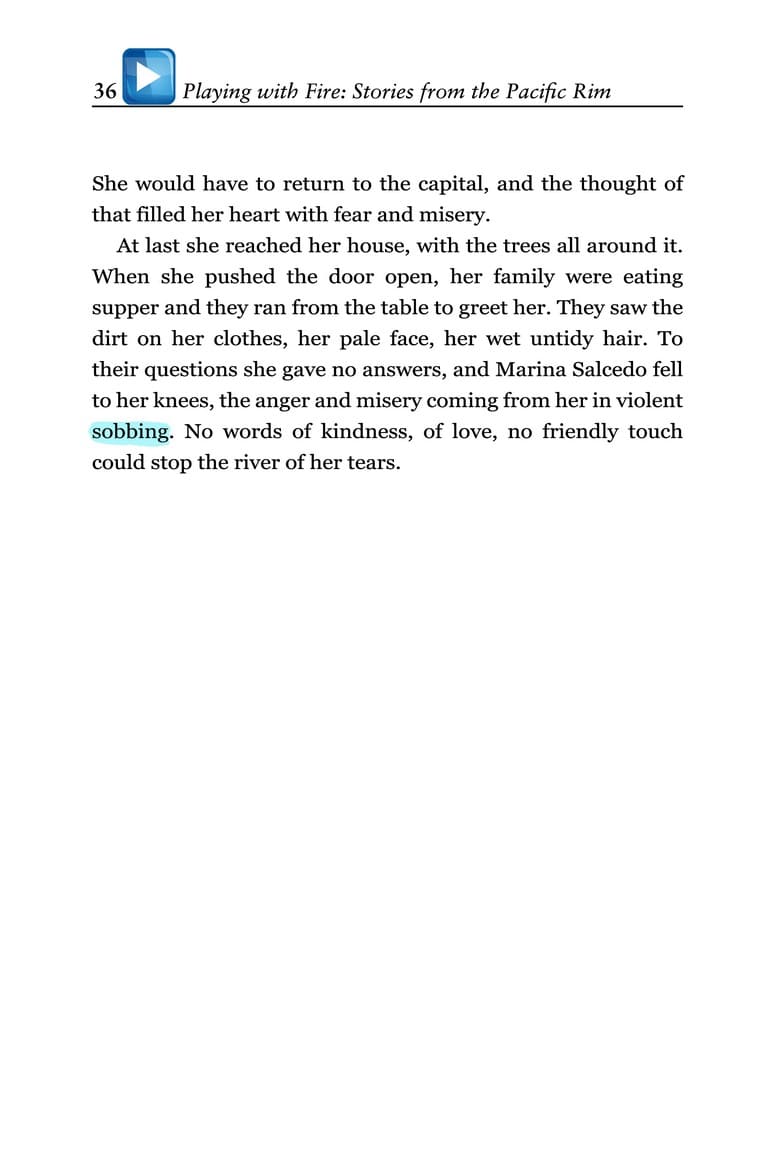 36 Playing with Fire: Stories from the Pacific Rim
She would have to return to the capital, and the thought of
that filled her heart with fear and misery.
At last she reached her house, with the trees all around it.
When she pushed the door open, her family were eating
supper and they ran from the table to greet her. They saw the
dirt on her clothes, her pale face, her wet untidy hair. To
their questions she gave no answers, and Marina Salcedo fell
to her knees, the anger and misery coming from her in violent
sobbing. No words of kindness, of love, no friendly touch
could stop the river of her tears.